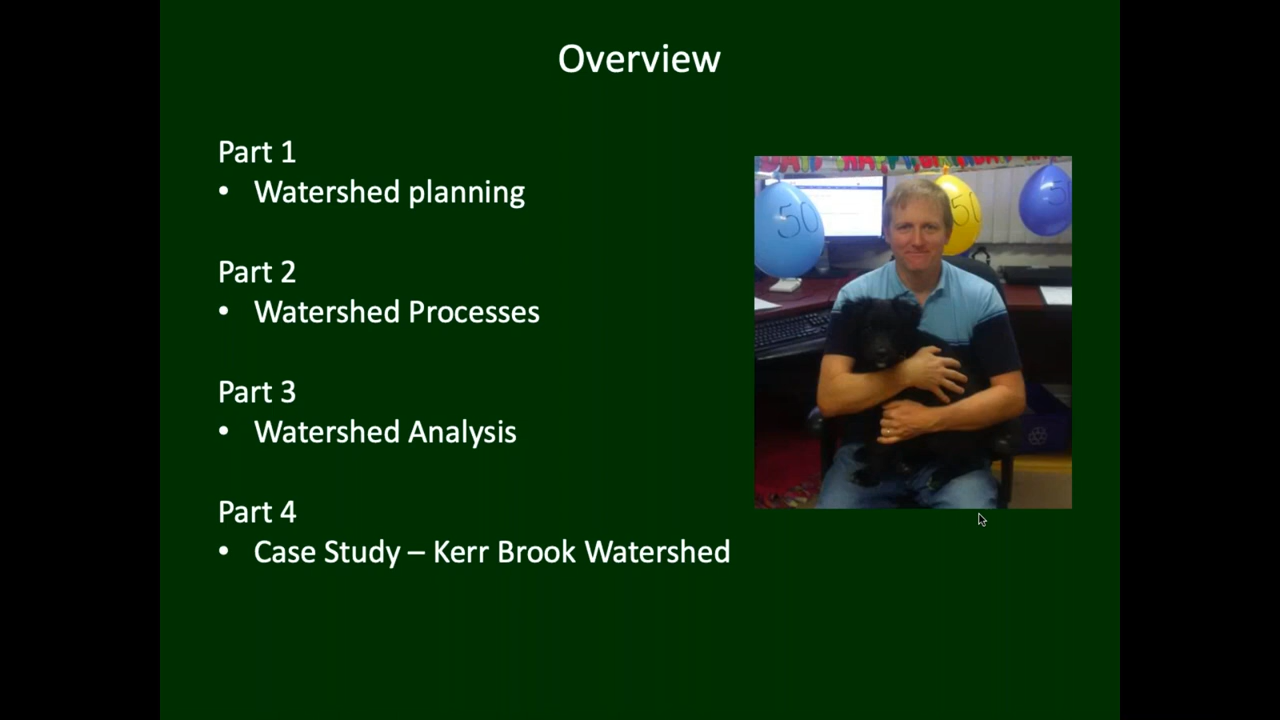 Overview
Part 1
• Watershed planning
Part 2
• Watershed Processes
Part 3
• Watershed Analysis
Part 4
• Case Study – Kerr Brook Watershed
50
50
5